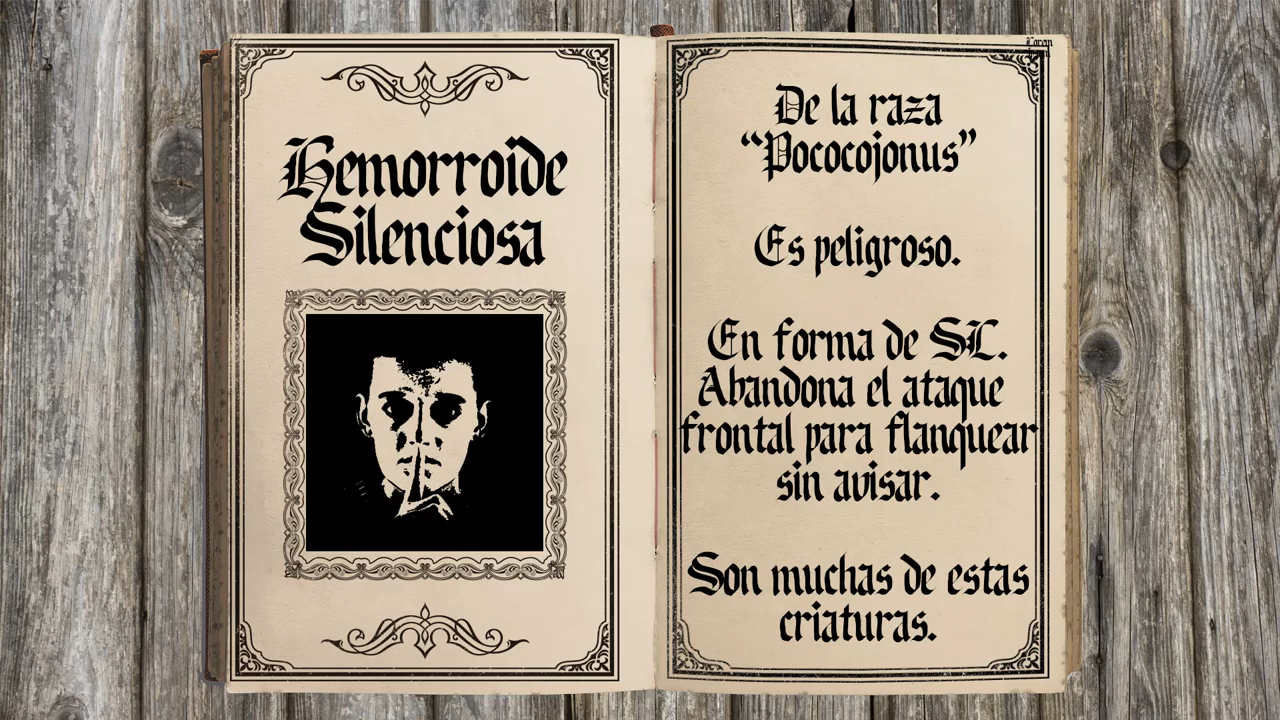 Hemorroide
Silenciosa
De la raza
“Pococojonus”
Es peligroso.
En forma de SL.
Abandona el ataque
frontal para flanquear
sin avisar.
Son muchas de estas
criaturas.